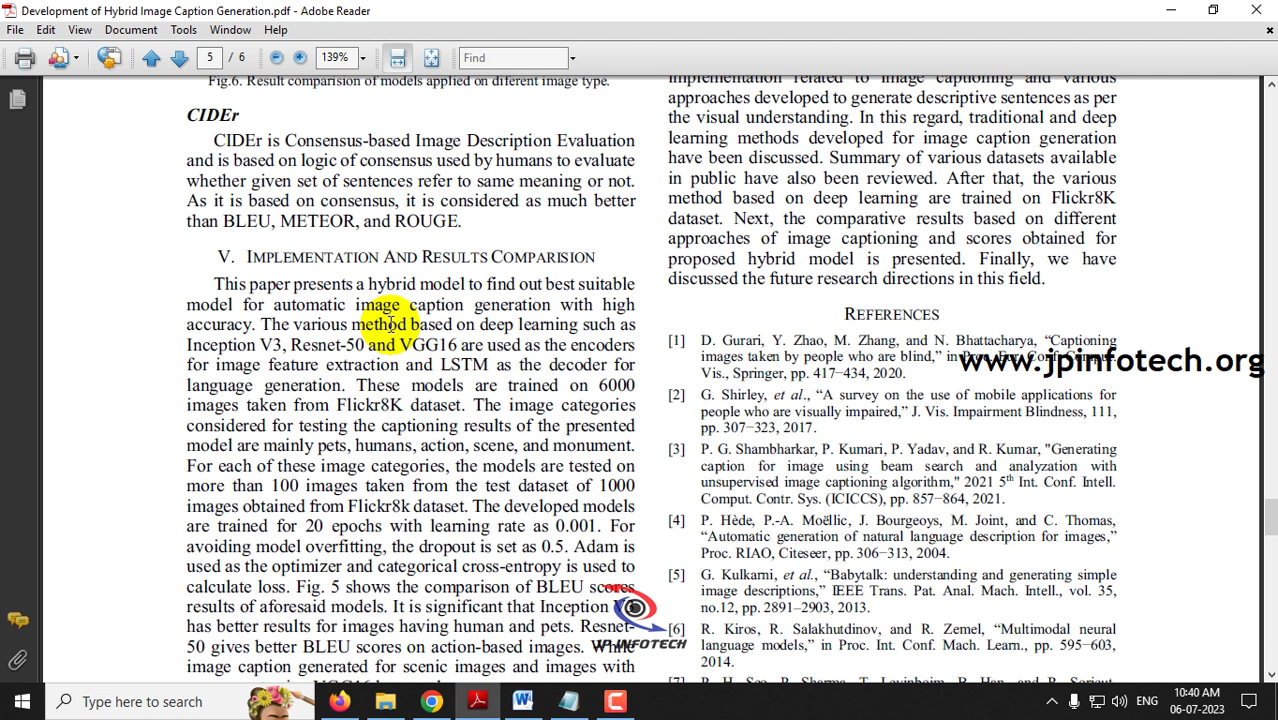 Development of Hybrid Image Caption Generation.pdf - Adobe Reader
File Edit View Document Tools Window Help
5 / 6 139% Find
Fig.6. Result comparision of models applied on diferent image type.
CIDEr
CIDEr is Consensus-based Image Description Evaluation
and is based on logic of consensus used by humans to evaluate
whether given set of sentences refer to same meaning or not.
As it is based on consensus, it is considered as much better
than BLEU, METEOR, and ROUGE.
V. IMPLEMENTATION AND RESULTS COMPARISION
This paper presents a hybrid model to find out best suitable
model for automatic image caption generation with high
accuracy. The various method based on deep learning such as
Inception V3, Resnet-50 and VGG16 are used as the encoders
for image feature extraction and LSTM as the decoder for
language generation. These models are trained on 6000
images taken from Flickr8K dataset. The image categories
considered for testing the captioning results of the presented
model are mainly pets, humans, action, scene, and monument.
For each of these image categories, the models are tested on
more than 100 images taken from the test dataset of 1000
images obtained from Flickr8k dataset. The developed models
are trained for 20 epochs with learning rate as 0.001. For
avoiding model overfitting, the dropout is set as 0.5. Adam is
used as the optimizer and categorical cross-entropy is used to
calculate loss. Fig. 5 shows the comparison of BLEU scores
results of aforesaid models. It is significant that Inception V3
has better results for images having human and pets. Resnet-
50 gives better BLEU scores on action-based images. While
image caption generated for scenic images and images with
implementation related to image captioning and various
approaches developed to generate descriptive sentences as per
the visual understanding. In this regard, traditional and deep
learning methods developed for image caption generation
have been discussed. Summary of various datasets available
in public have also been reviewed. After that, the various
method based on deep learning are trained on Flickr8K
dataset. Next, the comparative results based on different
approaches of image captioning and scores obtained for
proposed hybrid model is presented. Finally, we have
discussed the future research directions in this field.
REFERENCES
[1] D. Gurari, Y. Zhao, M. Zhang, and N. Bhattacharya, “Captioning
images taken by people who are blind,” in Proc. Eur. Conf. Comput.
Vis., Springer, pp. 417−434, 2020.
[2] G. Shirley, et al., “A survey on the use of mobile applications for
people who are visually impaired,” J. Vis. Impairment Blindness, 111,
pp. 307−323, 2017.
[3] P. G. Shambharkar, P. Kumari, P. Yadav, and R. Kumar, "Generating
caption for image using beam search and analyzation with
unsupervised image captioning algorithm," 2021 5th Int. Conf. Intell.
Comput. Contr. Sys. (ICICCS), pp. 857−864, 2021.
[4] P. Hède, P.-A. Moëllic, J. Bourgeoys, M. Joint, and C. Thomas,
“Automatic generation of natural language description for images,”
Proc. RIAO, Citeseer, pp. 306−313, 2004.
[5] G. Kulkarni, et al., “Babytalk: understanding and generating simple
image descriptions,” IEEE Trans. Pat. Anal. Mach. Intell., vol. 35,
no.12, pp. 2891−2903, 2013.
[6] R. Kiros, R. Salakhutdinov, and R. Zemel, “Multimodal neural
language models,” in Proc. Int. Conf. Mach. Learn., pp. 595−603,
2014.
www.jpinfotech.org
JP INFOTECH
Type here to search
ENG
10:40 AM
06-07-2023